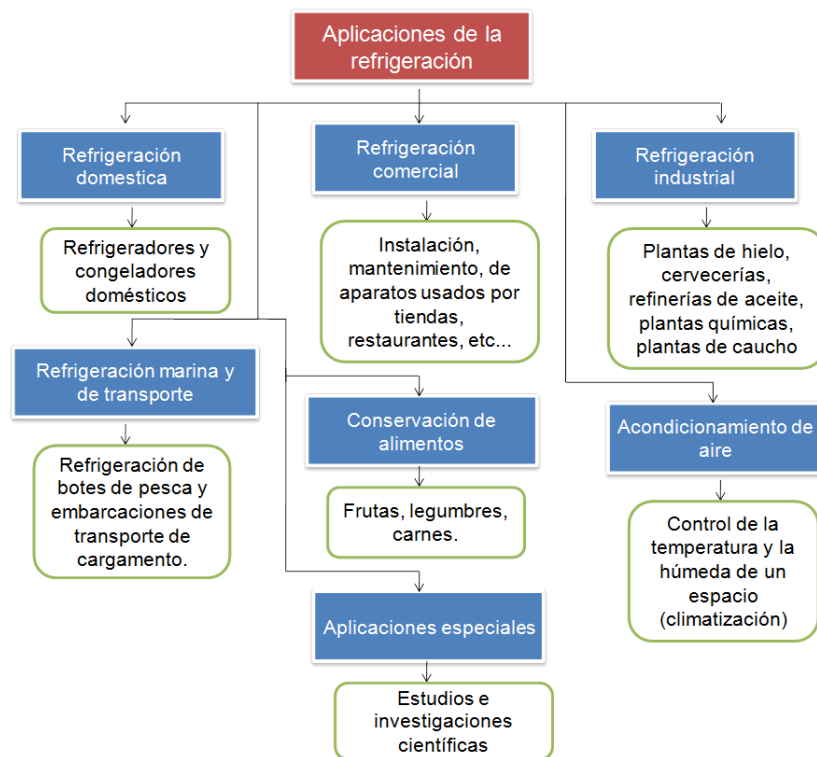 Aplicaciones de la
refrigeración
Refrigeración
domestica
Refrigeración
comercial
Refrigeración
industrial
Refrigeradores y
congeladores
domésticos
Instalación,
mantenimiento, de
aparatos usados por
tiendas,
restaurantes, etc...
Plantas de hielo,
cervecerías,
refinerías de aceite,
plantas químicas,
plantas de caucho
Refrigeración marina y
de transporte
Conservación de
alimentos
Acondicionamiento de
aire
Refrigeración de
botes de pesca y
embarcaciones de
transporte de
cargamento.
Frutas, legumbres,
carnes.
Control de la
temperatura y la
húmeda de un
espacio
(climatización)
Aplicaciones especiales
Estudios e
investigaciones
científicas